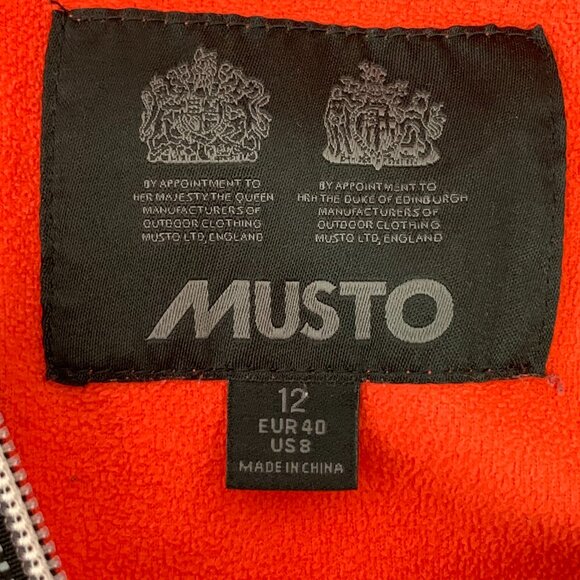 BY APPOINTMENT TO
HER MAJESTY THE QUEEN
MANUFACTURERS OF
OUTDOOR CLOTHING
MUSTO LTD, ENGLAND
BY APPOINTMENT TO
HRH THE DUKE OF EDINBURGH
MANUFACTURERS OF
OUTDOOR CLOTHING
MUSTO LTD, ENGLAND
MUSTO
12
EUR 40
US 8
MADE IN CHINA